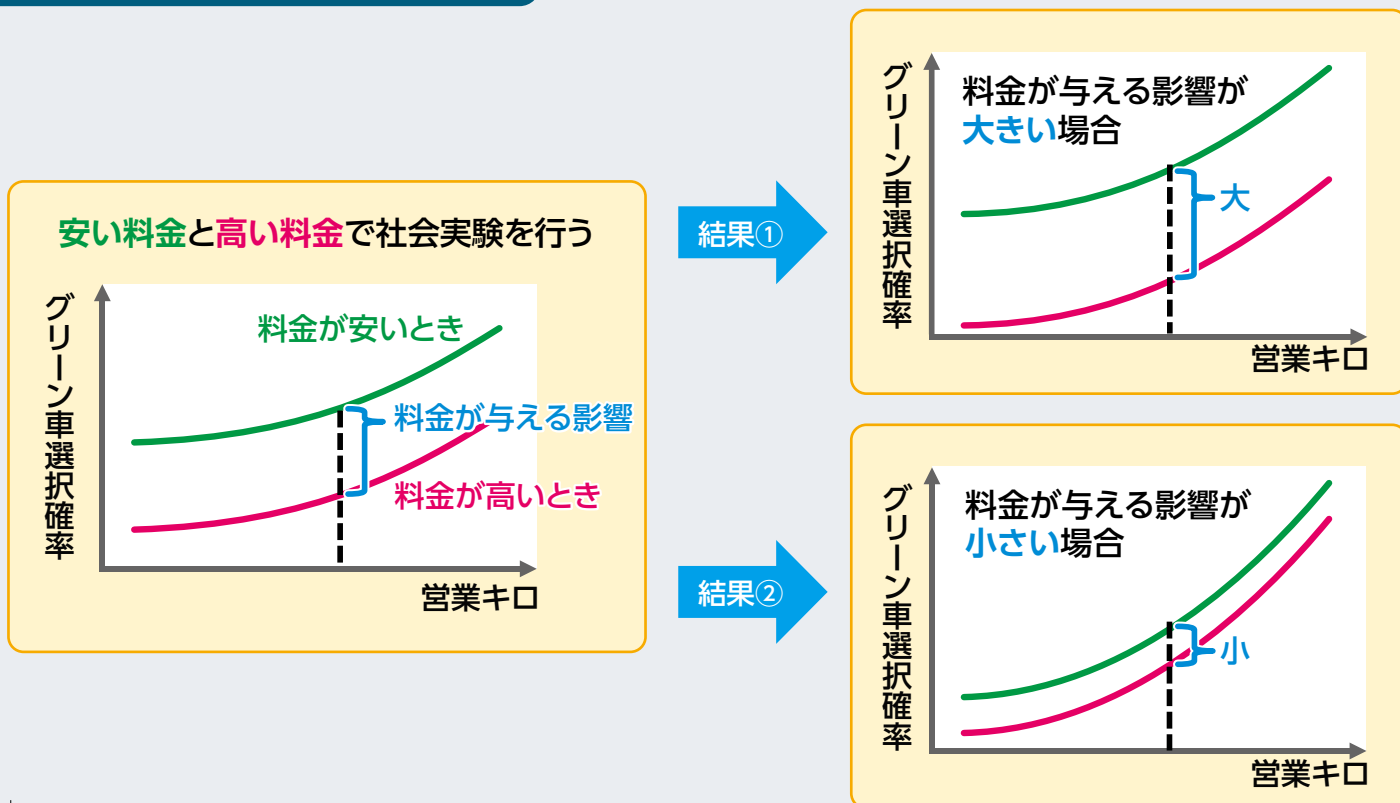 安い料金と高い料金で社会実験を行う
グリーン車選択確率
料金が安いとき
料金が与える影響
料金が高いとき
営業キロ
結果①
グリーン車選択確率
料金が与える影響が
大きい場合
大
営業キロ
結果②
グリーン車選択確率
料金が与える影響が
小さい場合
小
営業キロ